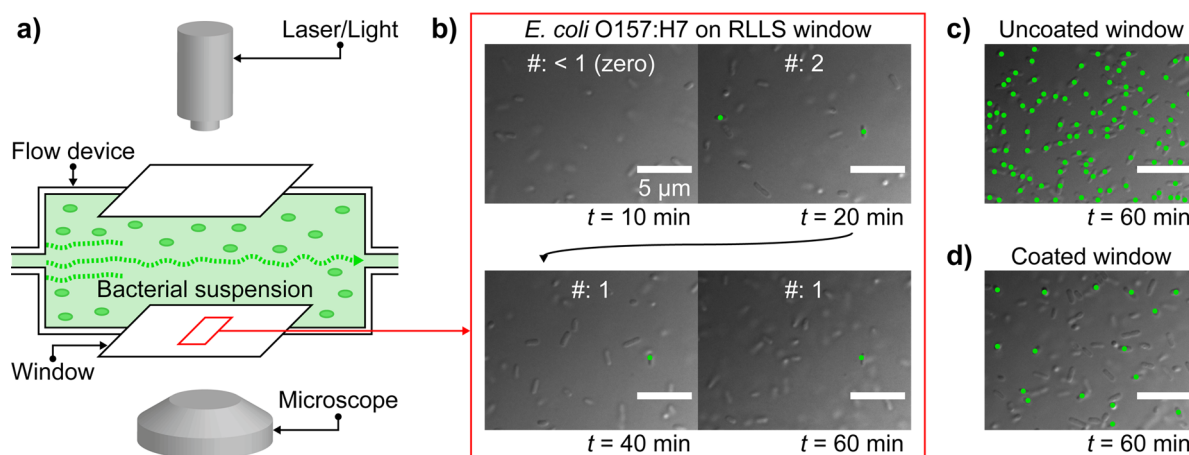 a)
Laser/Light
Flow device
Bacterial suspension
Window
Microscope
b)
E. coli O157:H7 on RLLS window
#: < 1 (zero)
5 µm
t = 10 min
#: 2
t = 20 min
#: 1
t = 40 min
#: 1
t = 60 min
c)
Uncoated window
t = 60 min
d)
Coated window
t = 60 min